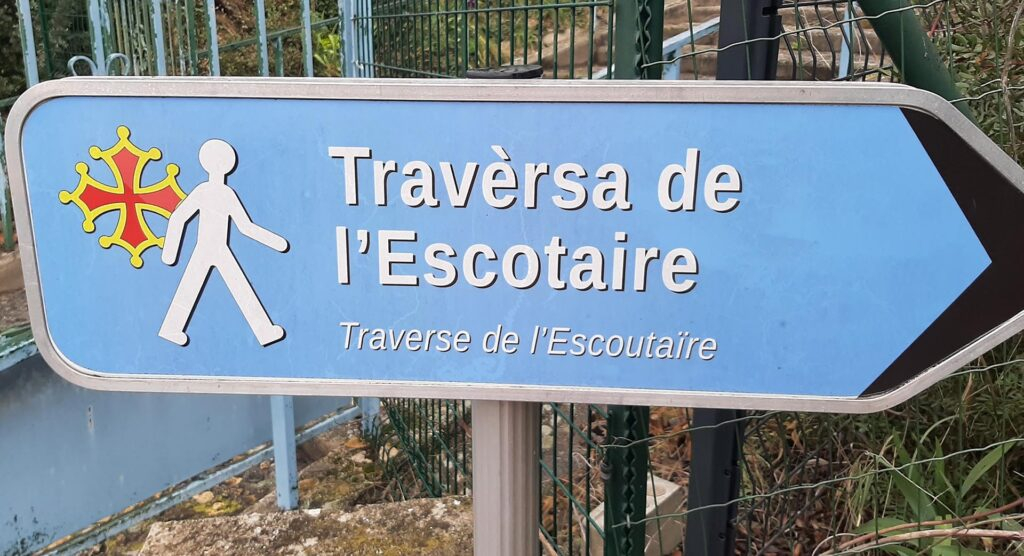 Travèrsa de
l'Escotaire
Traverse de l'Escoutaïre